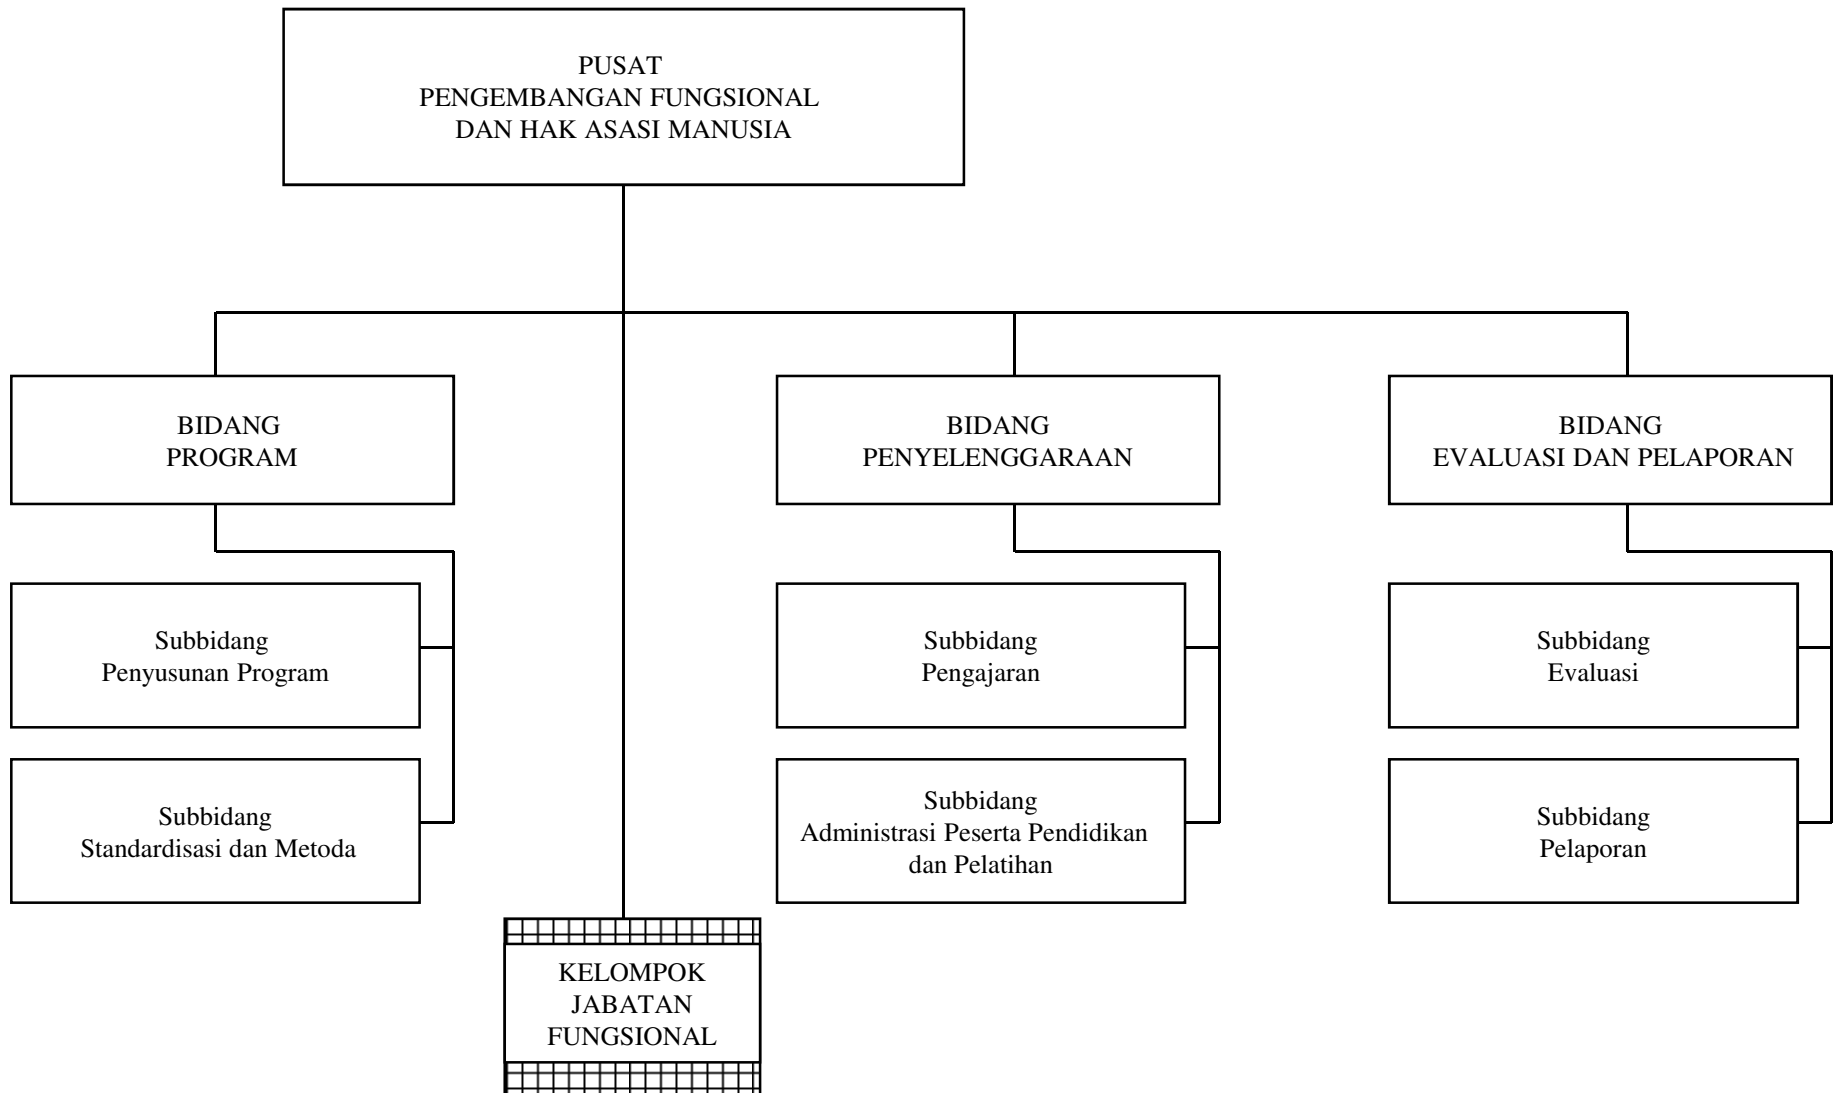 PUSAT
PENGEMBANGAN FUNGSIONAL
DAN HAK ASASI MANUSIA
BIDANG
PROGRAM
BIDANG
PENYELENGGARAAN
BIDANG
EVALUASI DAN PELAPORAN
Subbidang
Penyusunan Program
Subbidang
Pengajaran
Subbidang
Evaluasi
Subbidang
Standardisasi dan Metoda
Subbidang
Administrasi Peserta Pendidikan
dan Pelatihan
Subbidang
Pelaporan
KELOMPOK
JABATAN
FUNGSIONAL